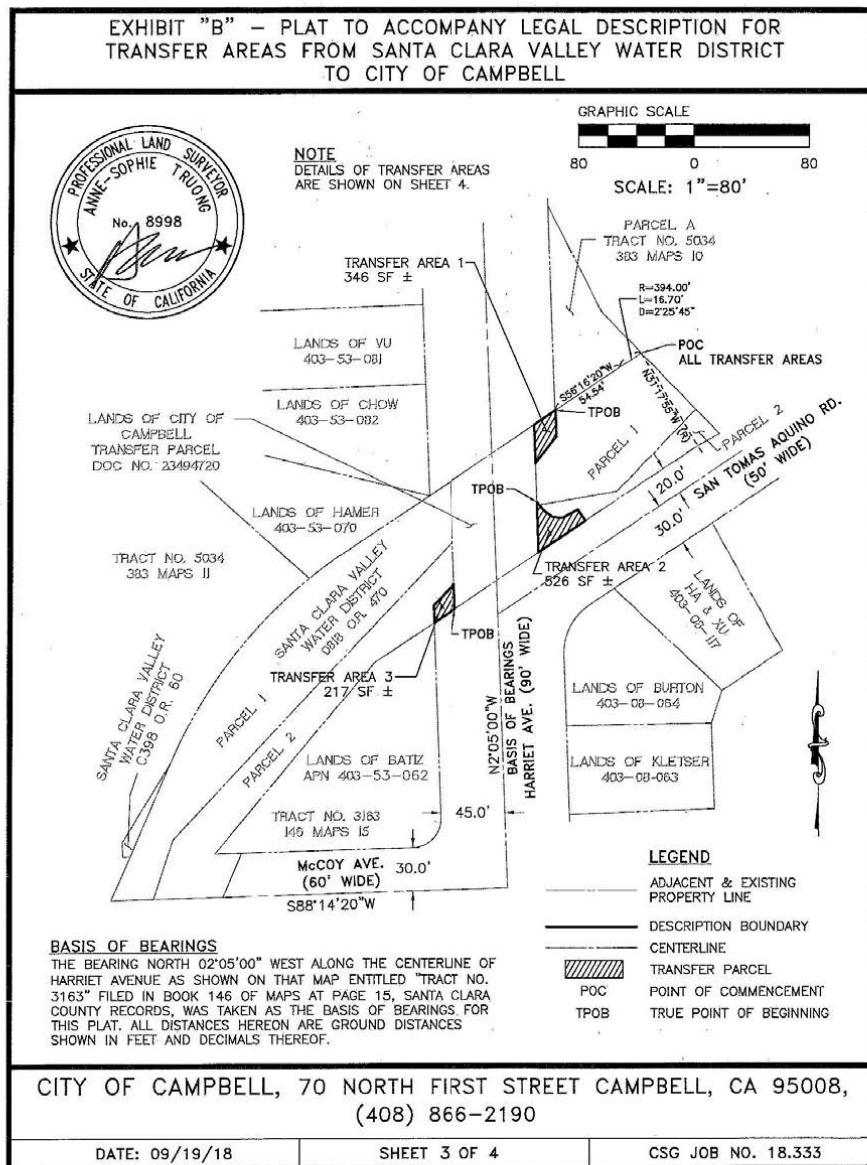 EXHIBIT "B" – PLAT TO ACCOMPANY LEGAL DESCRIPTION FOR
TRANSFER AREAS FROM SANTA CLARA VALLEY WATER DISTRICT
TO CITY OF CAMPBELL
PROFESSIONAL LAND SURVEYOR
ANNE-SOPHIE TRUONG
No. 8998
STATE OF CALIFORNIA
NOTE
DETAILS OF TRANSFER AREAS
ARE SHOWN ON SHEET 4.
GRAPHIC SCALE
80 0 80
SCALE: 1"=80'
PARCEL A
TRACT NO. 5034
383 MAPS 10
TRANSFER AREA 1
346 SF ±
R=394.00'
L=16.70'
D=2°25'45"
POC
ALL TRANSFER AREAS
S56°16'20"W
54.54'
N31°17'55"W (R)
TPOB
PARCEL 1
PARCEL 2
20.0'
30.0'
SAN TOMAS AQUINO RD.
(50' WIDE)
LANDS OF VU
403-53-081
LANDS OF CHOW
403-53-082
LANDS OF CITY OF
CAMPBELL
TRANSFER PARCEL
DOC NO. 23494720
TPOB
LANDS OF HAMER
403-53-070
TRACT NO. 5034
383 MAPS 11
TRANSFER AREA 2
526 SF ±
SANTA CLARA VALLEY
WATER DISTRICT
0818 O.R. 470
LANDS OF
HA & XU
403-08-117
TPOB
TRANSFER AREA 3
217 SF ±
SANTA CLARA VALLEY
WATER DISTRICT
C398 O.R. 60
PARCEL 1
PARCEL 2
LANDS OF BATIZ
APN 403-53-062
N2°05'00"W
BASIS OF BEARINGS
HARRIET AVE. (90' WIDE)
LANDS OF BURTON
403-08-064
LANDS OF KLETSER
403-08-063
TRACT NO. 3163
146 MAPS 15
45.0'
McCOY AVE.
(60' WIDE)
30.0'
S88°14'20"W
LEGEND
ADJACENT & EXISTING
PROPERTY LINE
DESCRIPTION BOUNDARY
CENTERLINE
TRANSFER PARCEL
POC POINT OF COMMENCEMENT
TPOB TRUE POINT OF BEGINNING
BASIS OF BEARINGS
THE BEARING NORTH 02°05'00" WEST ALONG THE CENTERLINE OF
HARRIET AVENUE AS SHOWN ON THAT MAP ENTITLED "TRACT NO.
3163" FILED IN BOOK 146 OF MAPS AT PAGE 15, SANTA CLARA
COUNTY RECORDS, WAS TAKEN AS THE BASIS OF BEARINGS FOR
THIS PLAT. ALL DISTANCES HEREON ARE GROUND DISTANCES
SHOWN IN FEET AND DECIMALS THEREOF.
CITY OF CAMPBELL, 70 NORTH FIRST STREET CAMPBELL, CA 95008,
(408) 866-2190
DATE: 09/19/18
SHEET 3 OF 4
CSG JOB NO. 18.333